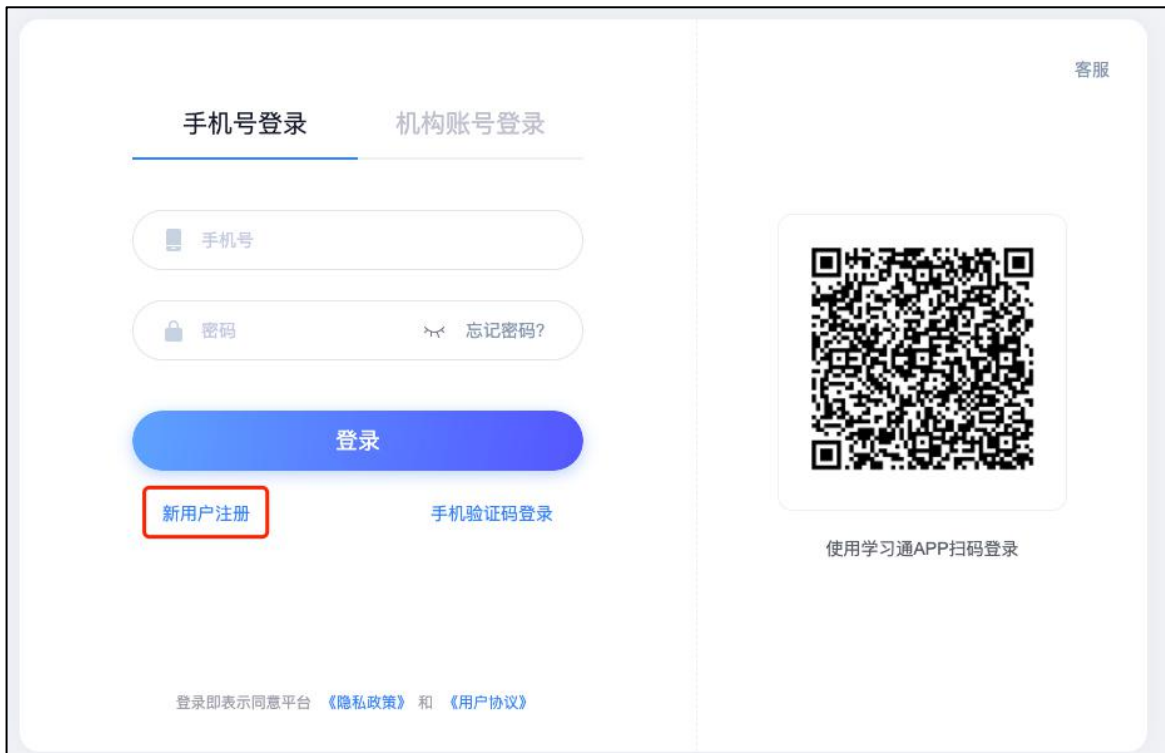 客服
手机号登录 机构账号登录
手机号
密码 忘记密码?
登录
新用户注册 手机验证码登录
使用学习通APP扫码登录
登录即表示同意平台 《隐私政策》 和 《用户协议》